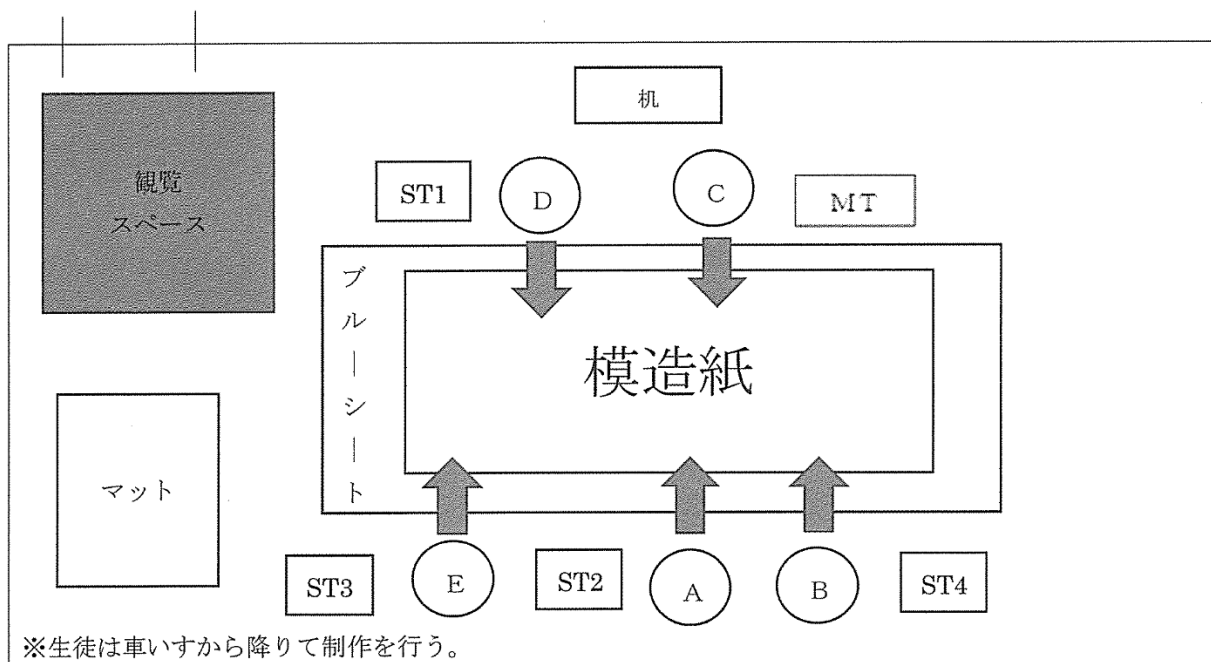 机
観覧
スペース
ST1
D
C
MT
ブルーシート
模造紙
マット
ST3
E
ST2
A
B
ST4
※生徒は車いすから降りて制作を行う。